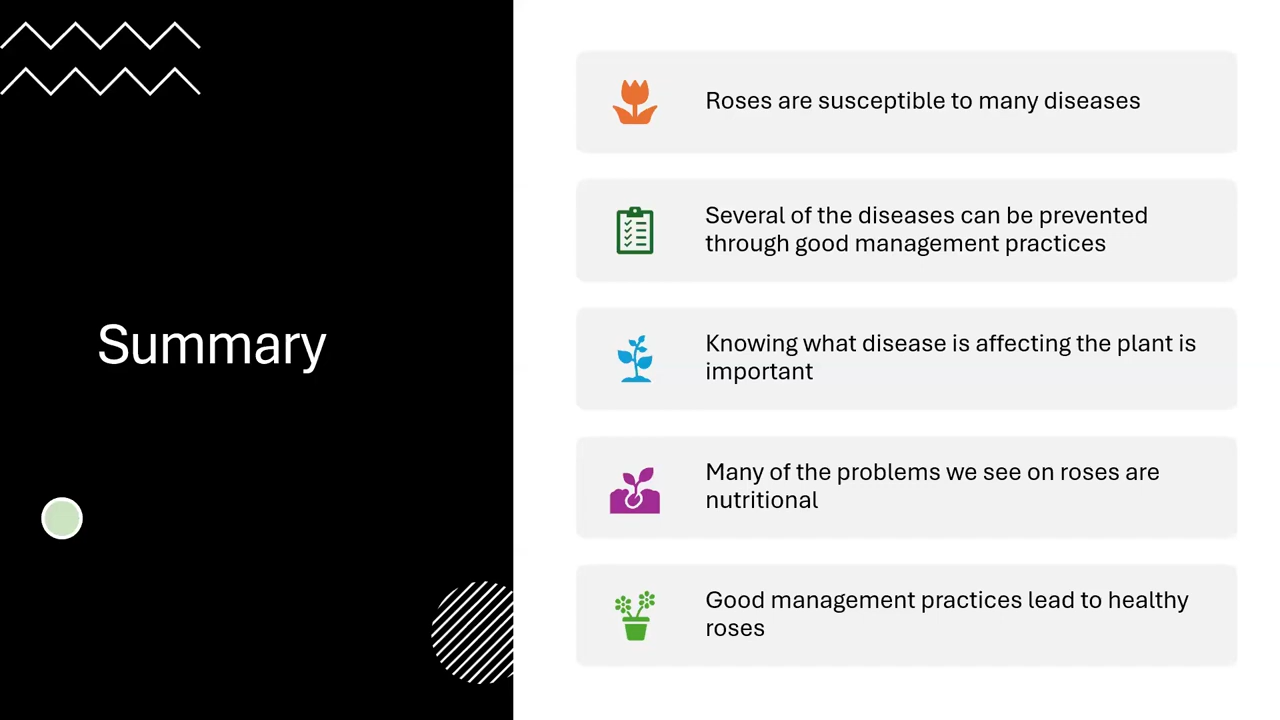 Summary
Roses are susceptible to many diseases
Several of the diseases can be prevented
through good management practices
Knowing what disease is affecting the plant is
important
Many of the problems we see on roses are
nutritional
Good management practices lead to healthy
roses